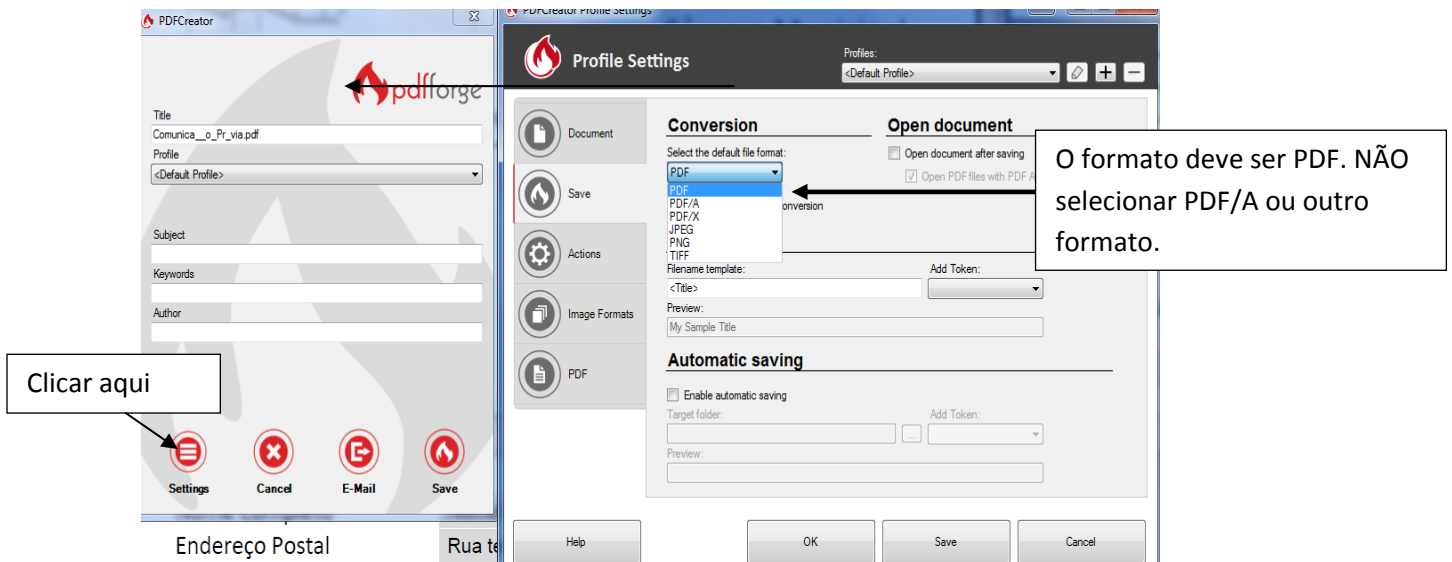 PDFCreator
pdfforge
Title
Comunica__o_Pr_via.pdf
Profile
<Default Profile>
Subject
Keywords
Author
Clicar aqui
Settings
Cancel
E-Mail
Save
Endereço Postal
Rua
PDFCreator Profile Settings
Profile Settings
Profiles:
<Default Profile>
Document
Save
Actions
Image Formats
PDF
Conversion
Select the default file format:
PDF
PDF
PDF/A
PDF/X
JPEG
PNG
TIFF
onversion
Filename template:
<Title>
Add Token:
Preview:
My Sample Title
Open document
Open document after saving
Open PDF files with PDF A
O formato deve ser PDF. NÃO
selecionar PDF/A ou outro
formato.
Automatic saving
Enable automatic saving
Target folder:
...
Add Token:
Preview:
Help
OK
Save
Cancel